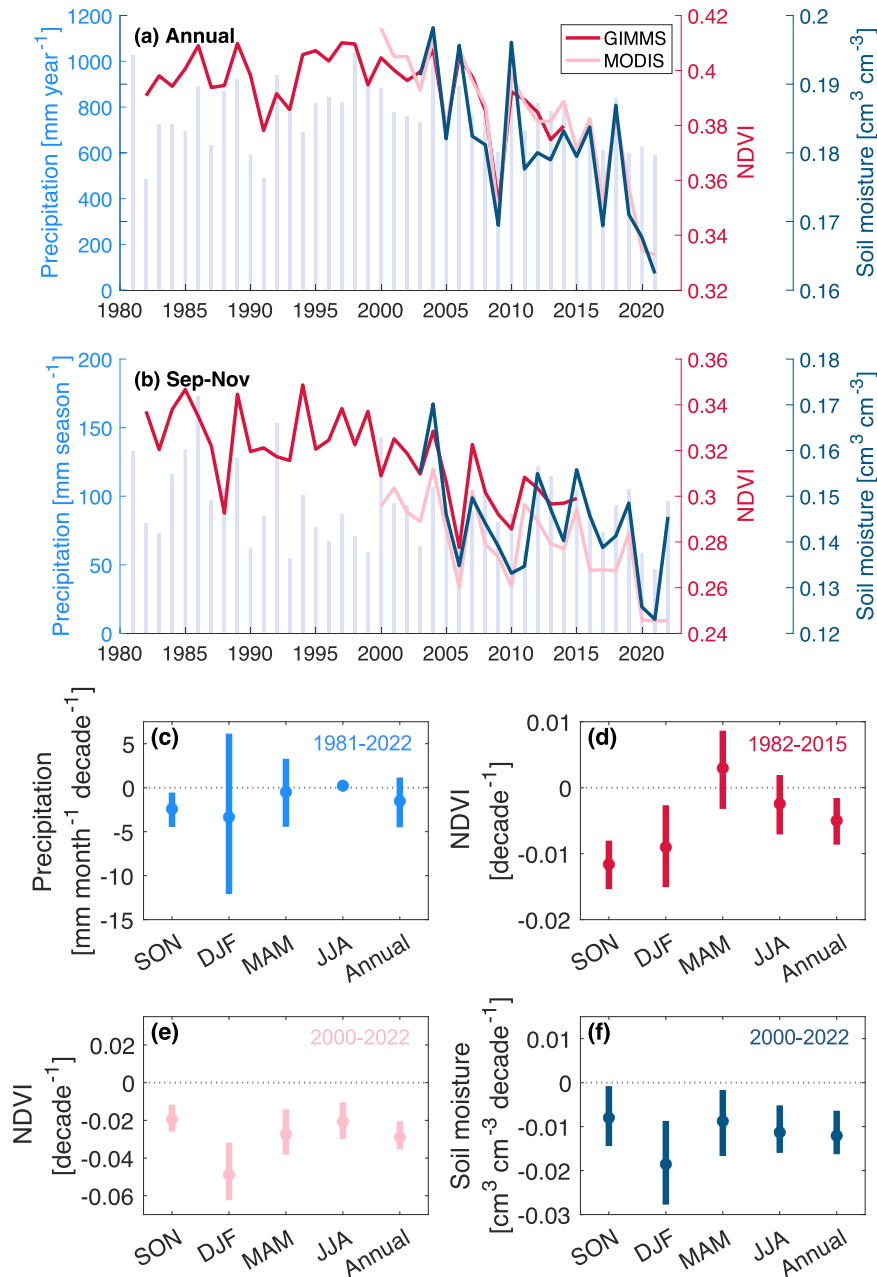 (a) Annual
GIMMS
MODIS
Precipitation [mm year⁻¹]
1200
1000
800
600
400
200
0
NDVI
0.42
0.4
0.38
0.36
0.34
0.32
Soil moisture [cm³ cm⁻³]
0.2
0.19
0.18
0.17
0.16
1980 1985 1990 1995 2000 2005 2010 2015 2020
(b) Sep-Nov
Precipitation [mm season⁻¹]
200
150
100
50
0
NDVI
0.36
0.34
0.32
0.3
0.28
0.26
0.24
Soil moisture [cm³ cm⁻³]
0.18
0.17
0.16
0.15
0.14
0.13
0.12
1980 1985 1990 1995 2000 2005 2010 2015 2020
(c)
1981-2022
Precipitation
[mm month⁻¹ decade⁻¹]
5
0
-5
-10
-15
SON DJF MAM JJA Annual
(d)
1982-2015
NDVI
[decade⁻¹]
0.01
0
-0.01
-0.02
SON DJF MAM JJA Annual
(e)
2000-2022
NDVI
[decade⁻¹]
0.02
0
-0.02
-0.04
-0.06
SON DJF MAM JJA Annual
(f)
2000-2022
Soil moisture
[cm³ cm⁻³ decade⁻¹]
0.01
0
-0.01
-0.02
-0.03
SON DJF MAM JJA Annual